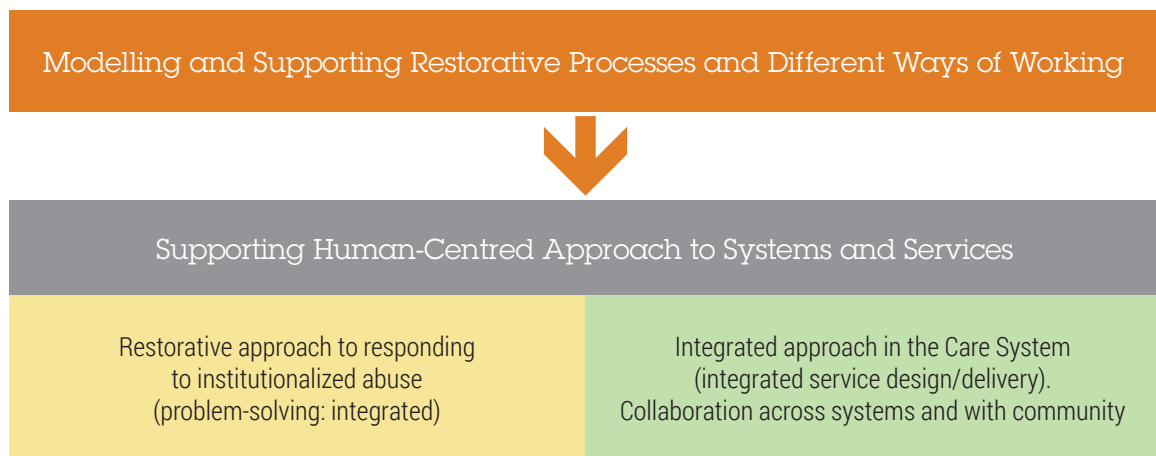 Modelling and Supporting Restorative Processes and Different Ways of Working
Supporting Human-Centred Approach to Systems and Services
Restorative approach to responding
to institutionalized abuse
(problem-solving: integrated)
Integrated approach in the Care System
(integrated service design/delivery).
Collaboration across systems and with community